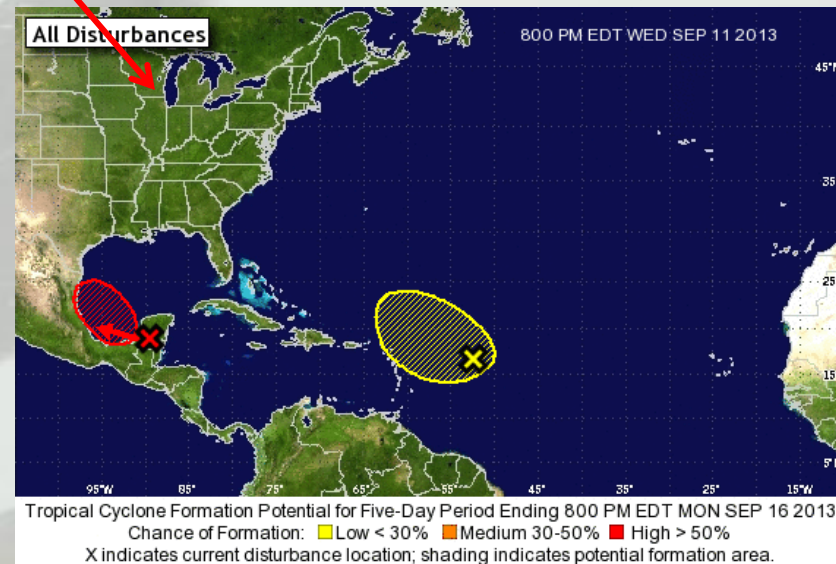 All Disturbances
800 PM EDT WED SEP 11 2013
45°N
35
25
15
5°
95°W 85° 55° 45° 35° 25° 15°W
Tropical Cyclone Formation Potential for Five-Day Period Ending 800 PM EDT MON SEP 16 2013
Chance of Formation: Low < 30% Medium 30-50% High > 50%
X indicates current disturbance location; shading indicates potential formation area.